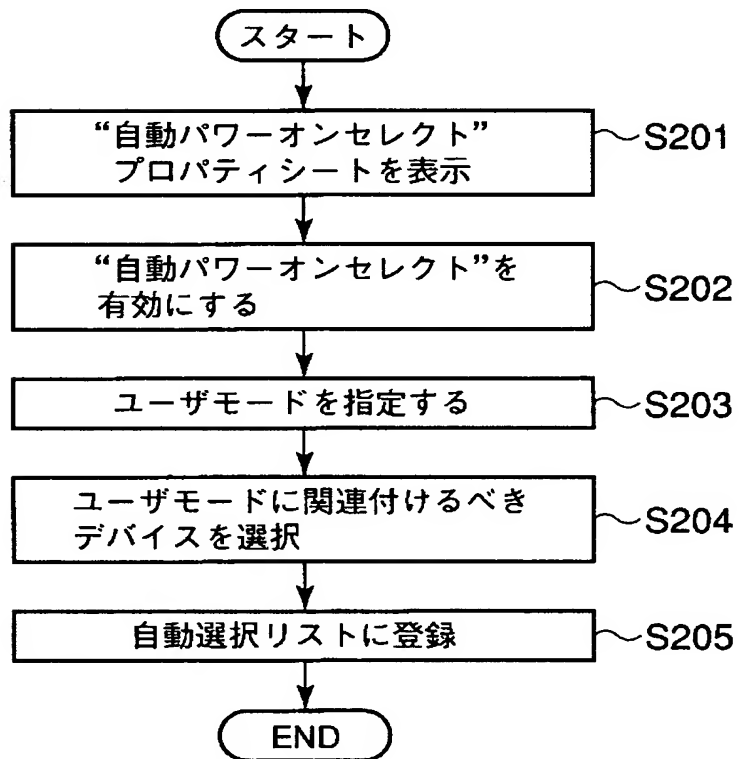 スタート
“自動パワーオンセレクト”
プロパティシートを表示
S201
“自動パワーオンセレクト”を
有効にする
S202
ユーザモードを指定する
S203
ユーザモードに関連付けるべき
デバイスを選択
S204
自動選択リストに登録
S205
END